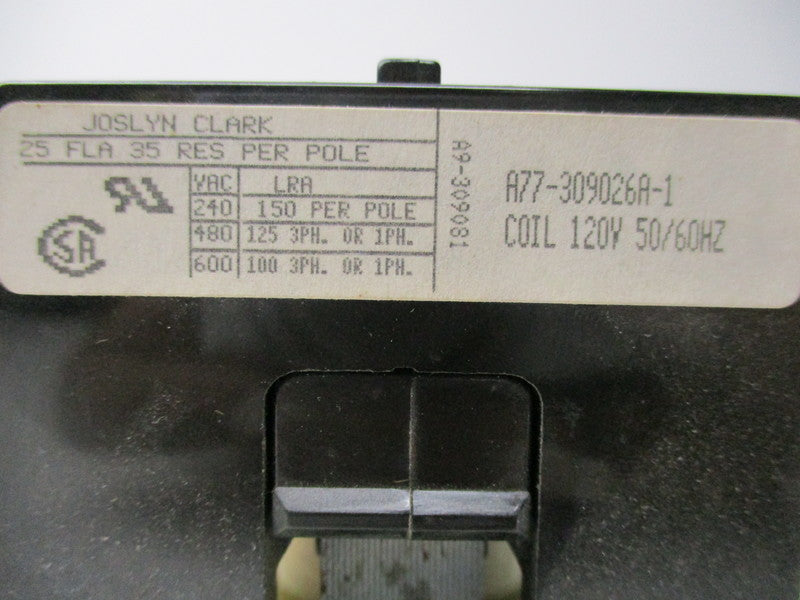 JOSLYN CLARK
25 FLA 35 RES PER POLE
VAC LRA
240 150 PER POLE
480 125 3PH. OR 1PH.
600 100 3PH. OR 1PH.
SA
A9-309081
A77-309026A-1
COIL 120V 50/60HZ